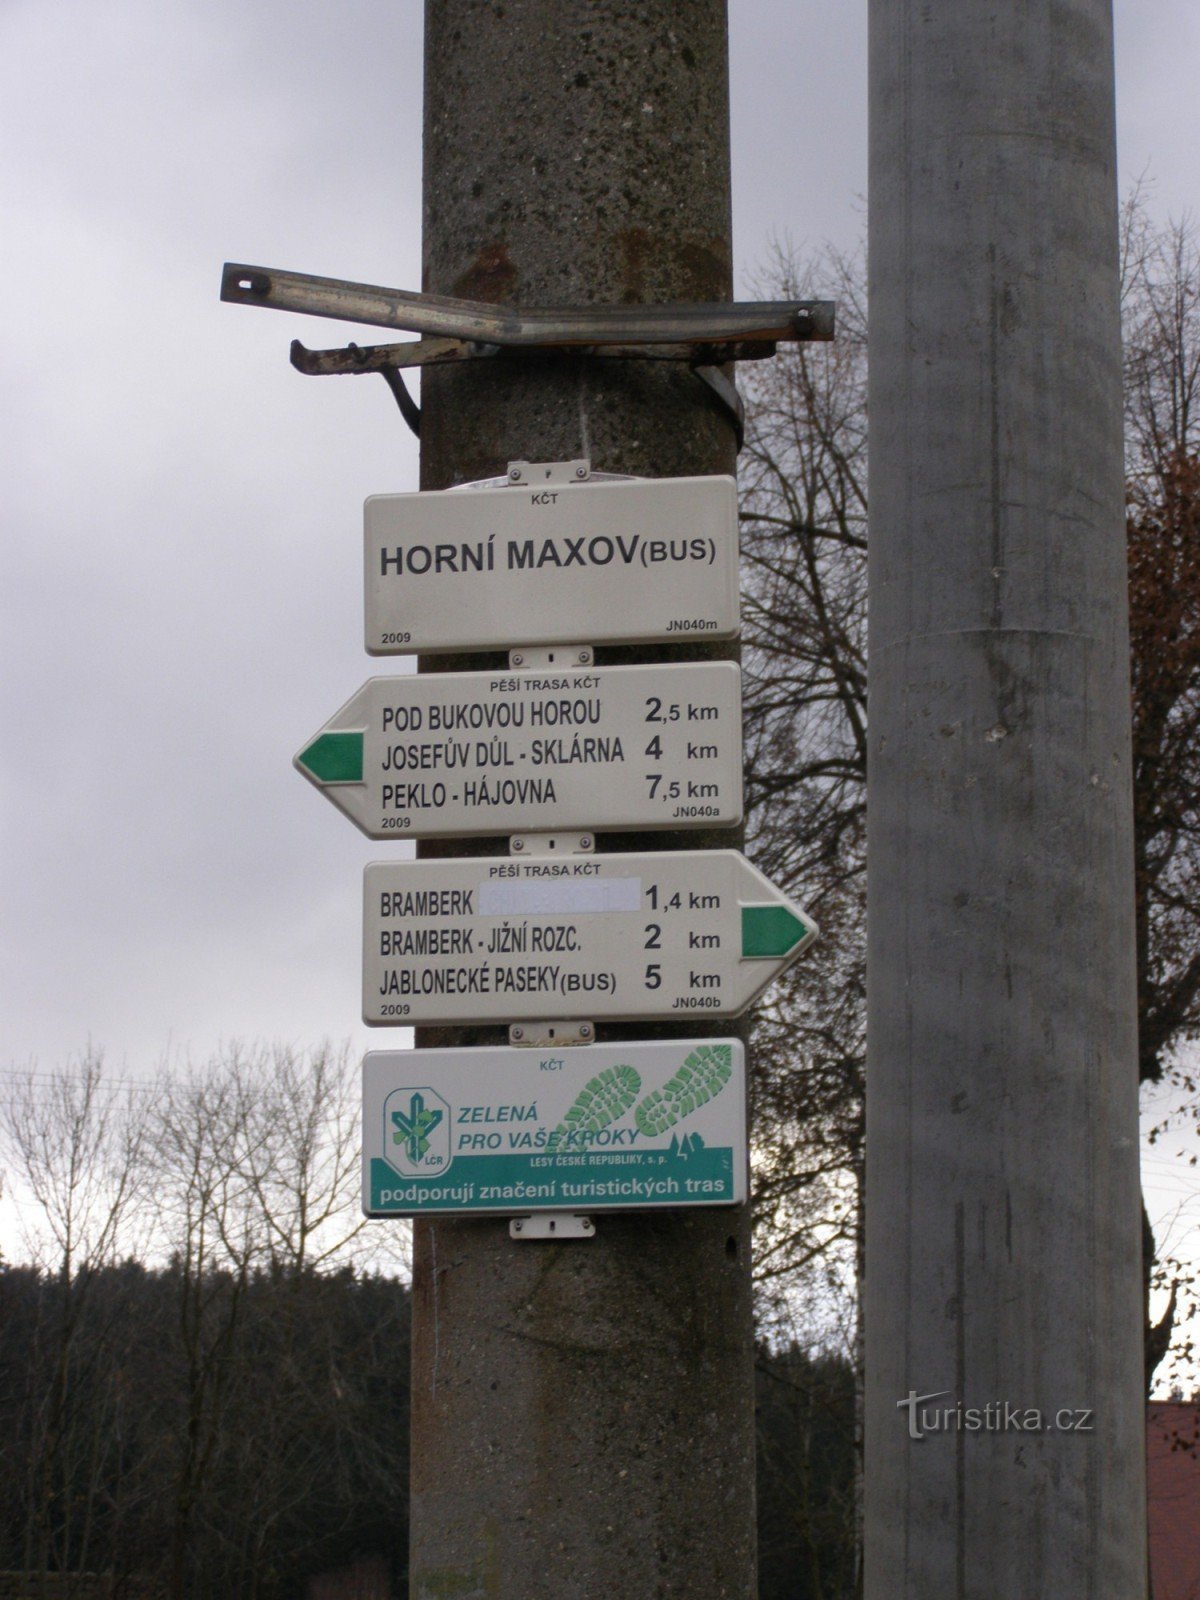 KČT
HORNÍ MAXOV(BUS)
2009 JN040m
PĚŠÍ TRASA KČT
POD BUKOVOU HOROU 2,5 km
JOSEFŮV DŮL - SKLÁRNA 4 km
PEKLO - HÁJOVNA 7,5 km
2009 JN040a
PĚŠÍ TRASA KČT
BRAMBERK 1,4 km
BRAMBERK - JIŽNÍ ROZC. 2 km
JABLONECKÉ PASEKY(BUS) 5 km
2009 JN040b
KČT
ZELENÁ
PRO VAŠE KROKY
LČR LESY ČESKÉ REPUBLIKY, s. p.
podporují značení turistických tras
Turistika.cz